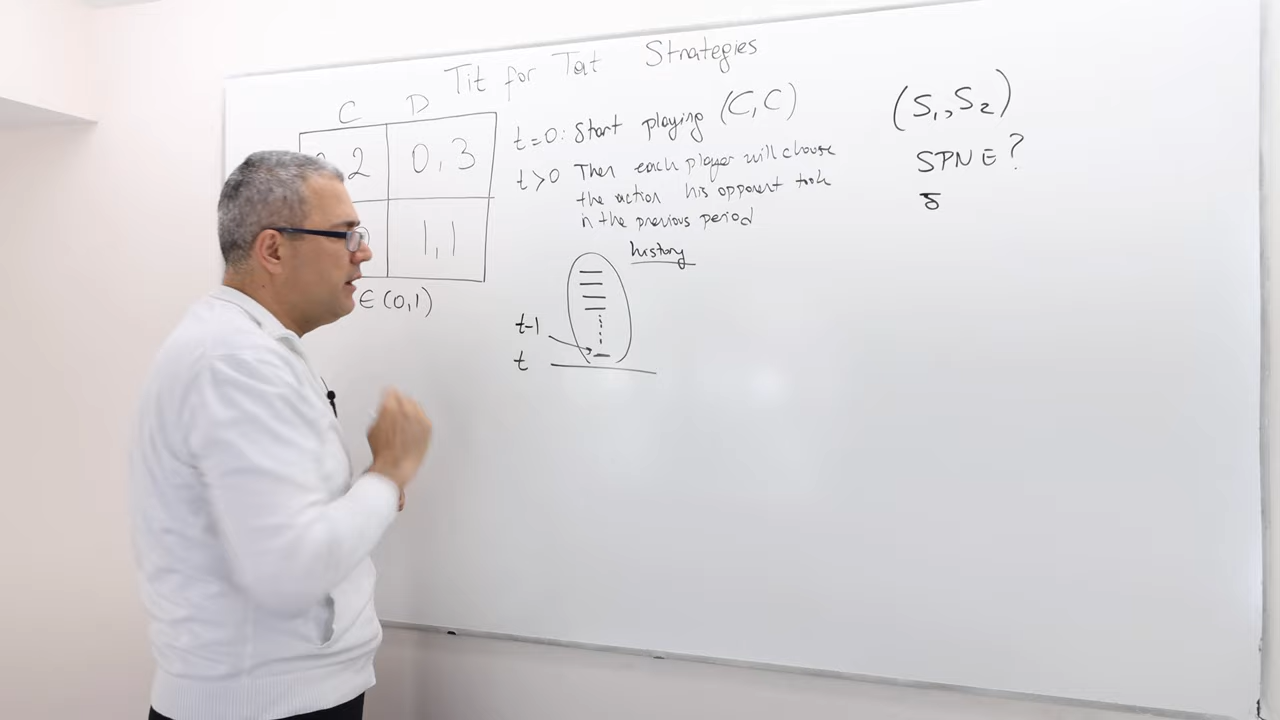 Tit for Tat Strategies
C D
2 0, 3
1, 1
∈ (0,1)
t=0: Start playing (C,C)
t>0 Then each player will choose
the action his opponent took
in the previous period
history
t-1
t
(S1, S2)
SPNE?
δ